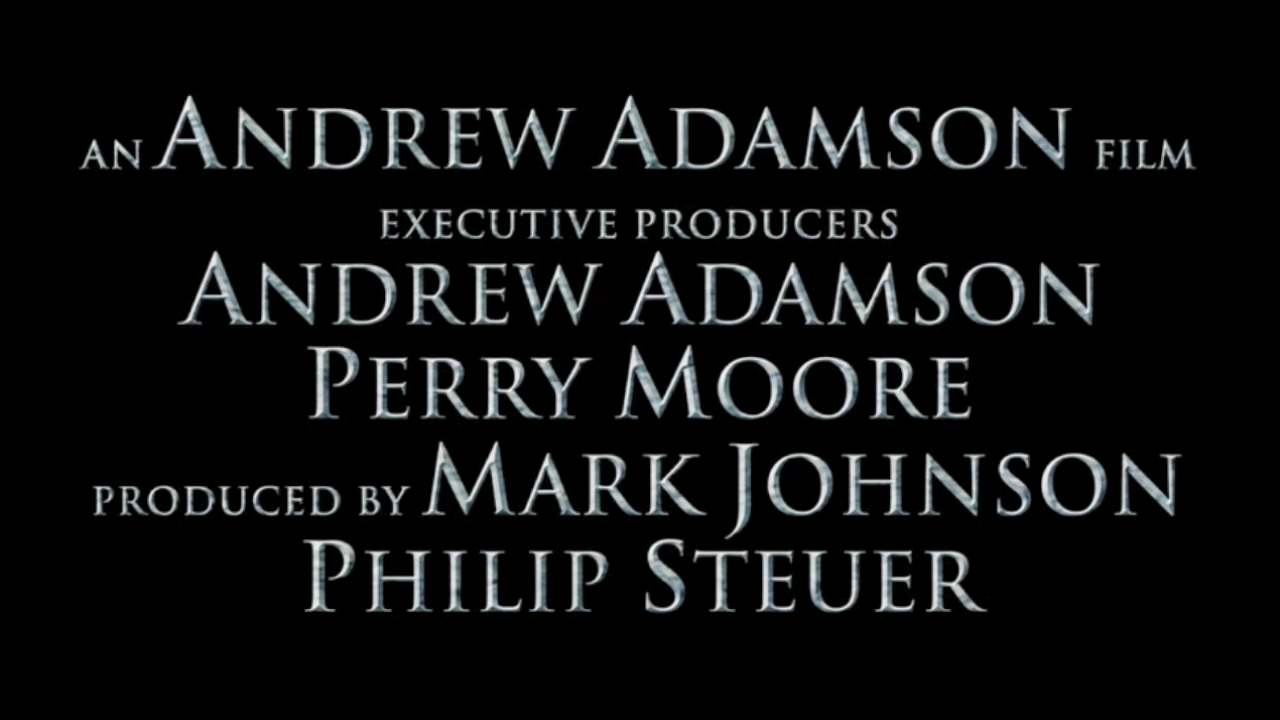 AN ANDREW ADAMSON FILM
EXECUTIVE PRODUCERS
ANDREW ADAMSON
PERRY MOORE
PRODUCED BY MARK JOHNSON
PHILIP STEUER